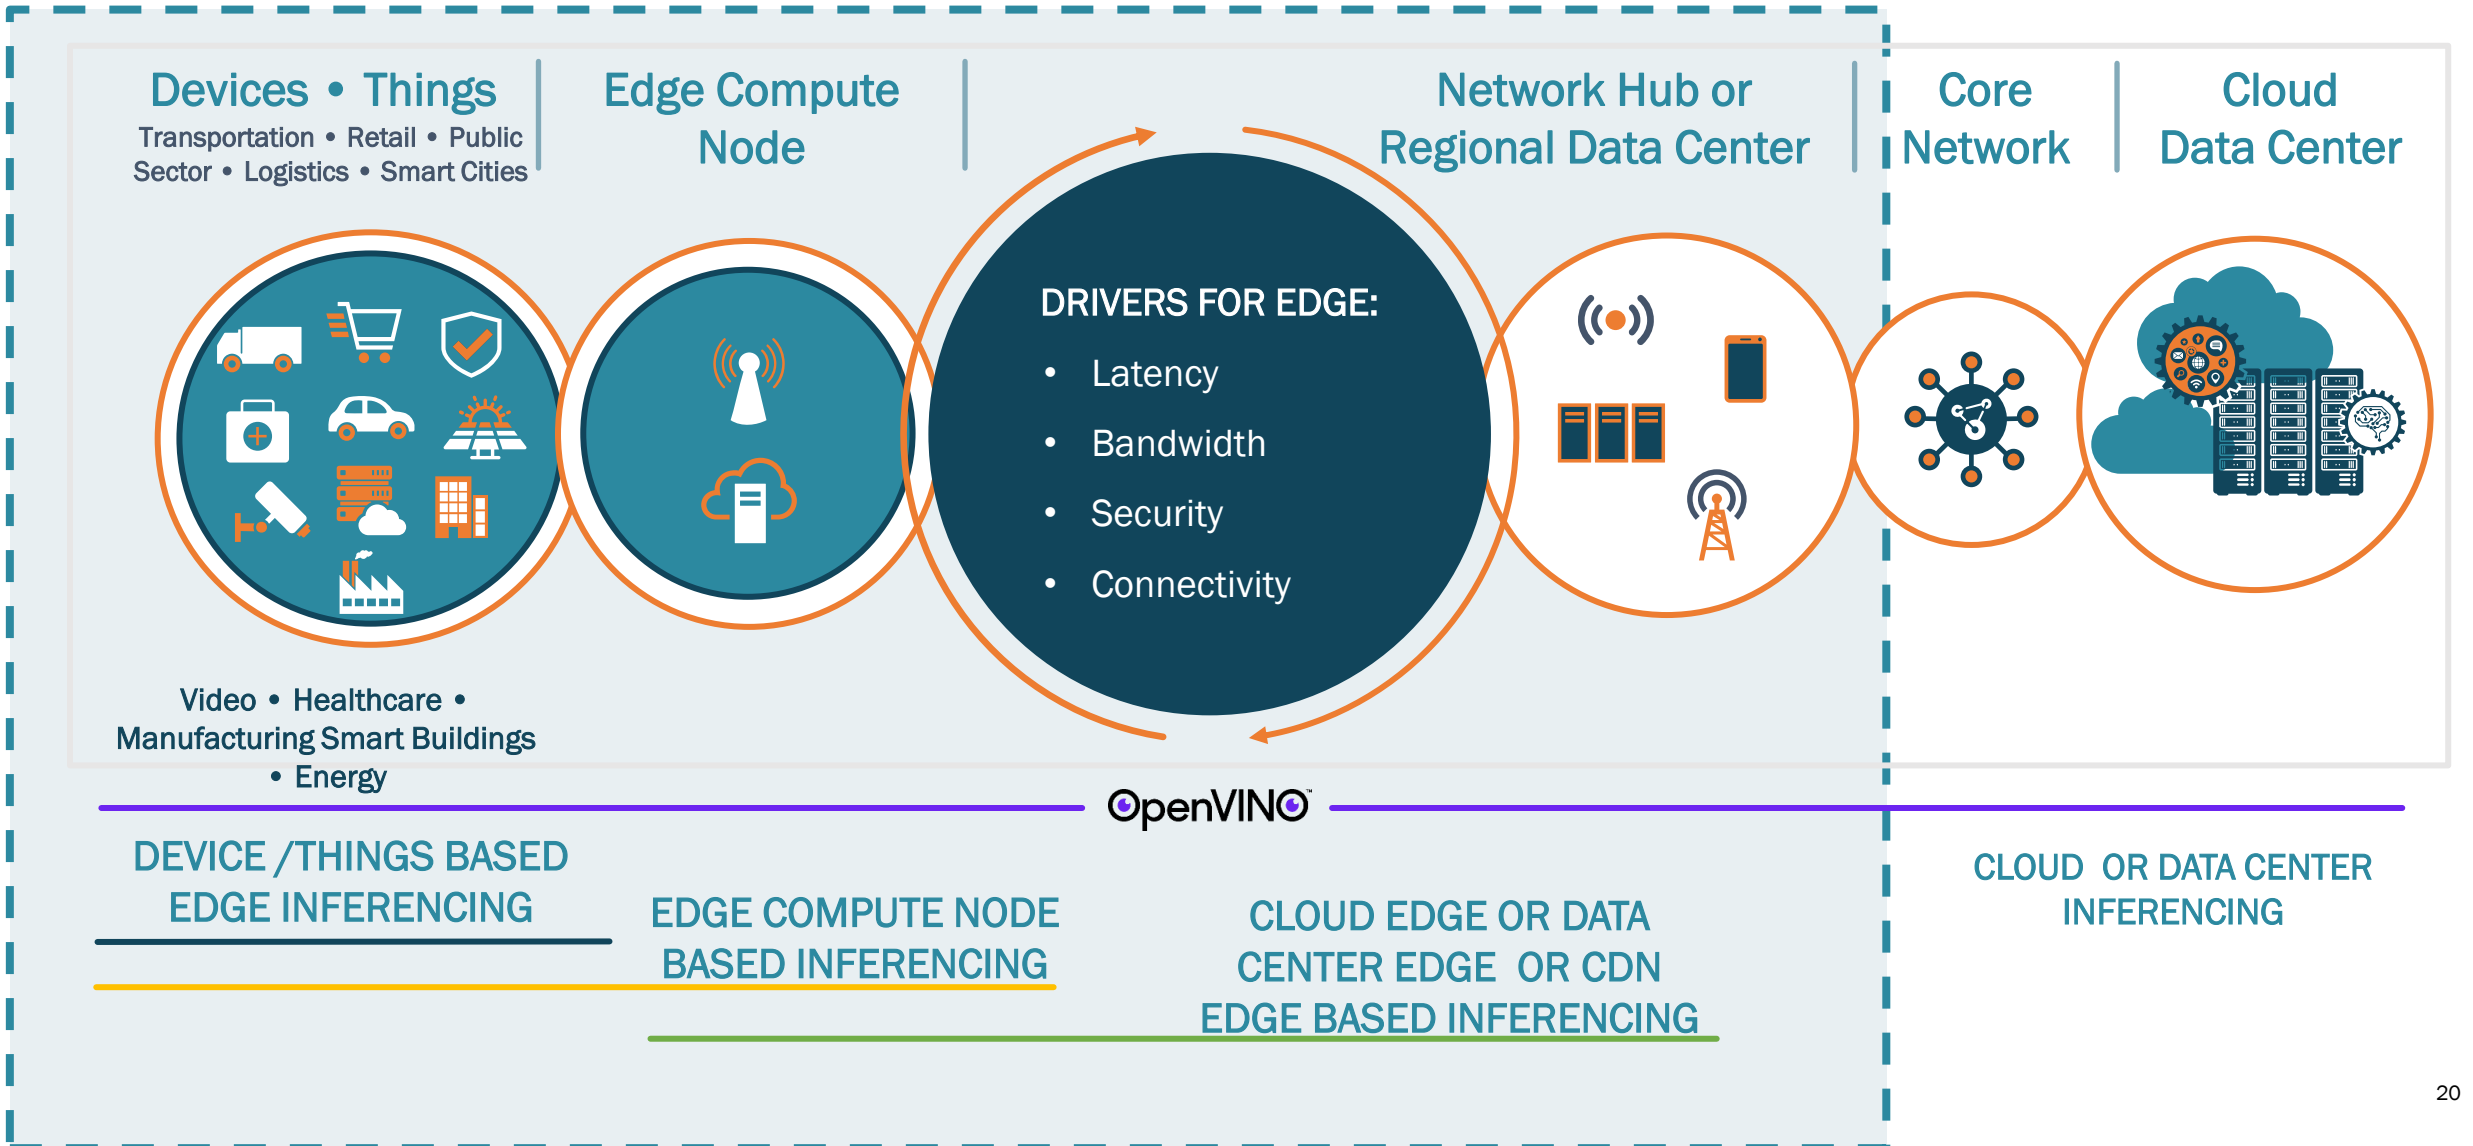 Devices • Things
Transportation • Retail • Public
Sector • Logistics • Smart Cities
Edge Compute
Node
Network Hub or
Regional Data Center
Core
Network
Cloud
Data Center
DRIVERS FOR EDGE:
• Latency
• Bandwidth
• Security
• Connectivity
Video • Healthcare •
Manufacturing Smart Buildings
• Energy
OpenVINO™
DEVICE /THINGS BASED
EDGE INFERENCING
EDGE COMPUTE NODE
BASED INFERENCING
CLOUD EDGE OR DATA
CENTER EDGE OR CDN
EDGE BASED INFERENCING
CLOUD OR DATA CENTER
INFERENCING
20